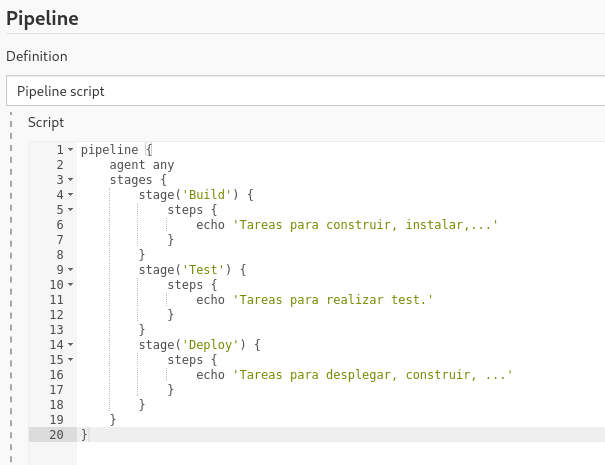 Pipeline
Definition
Pipeline script
Script
1 pipeline {
2     agent any
3     stages {
4         stage('Build') {
5             steps {
6                 echo 'Tareas para construir, instalar,...'
7             }
8         }
9         stage('Test') {
10             steps {
11                 echo 'Tareas para realizar test.'
12             }
13         }
14         stage('Deploy') {
15             steps {
16                 echo 'Tareas para desplegar, construir, ...'
17             }
18         }
19     }
20 }